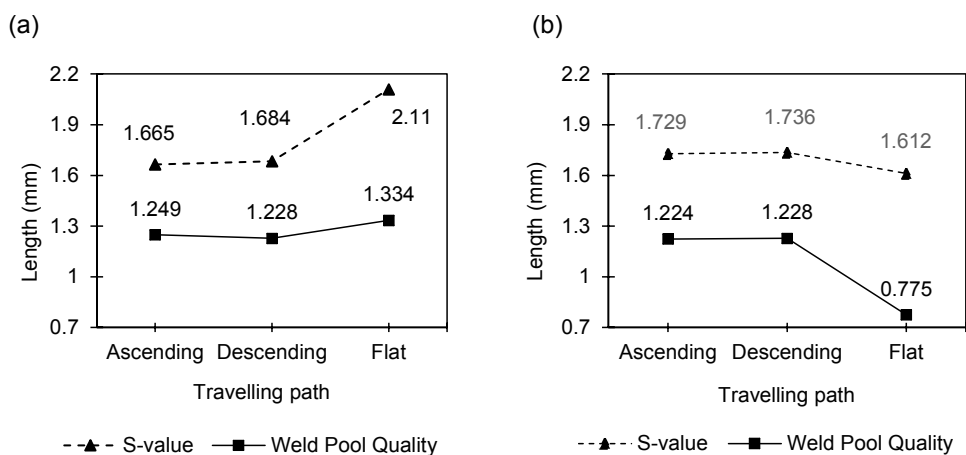 (a)
2.2
1.9
1.6
1.3
1
0.7
Length (mm)
1.665
1.684
2.11
1.249
1.228
1.334
Ascending Descending Flat
Travelling path
S-value Weld Pool Quality
(b)
2.2
1.9
1.6
1.3
1
0.7
Length (mm)
1.729
1.736
1.612
1.224
1.228
0.775
Ascending Descending Flat
Travelling path
S-value Weld Pool Quality